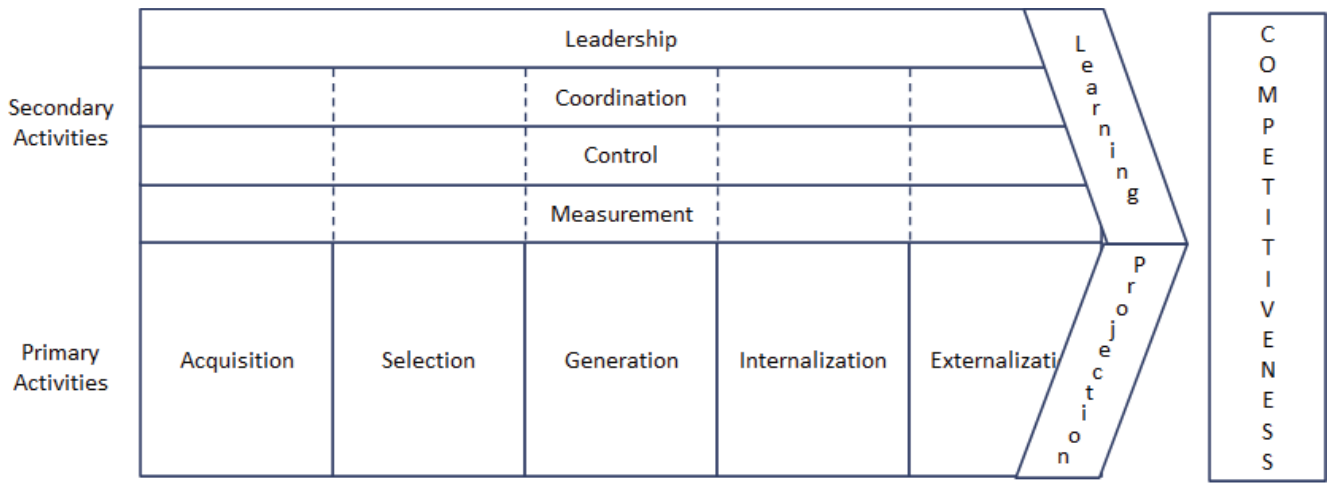 Leadership
Secondary
Activities
Coordination
Control
Measurement
Learning
Primary
Activities
Acquisition
Selection
Generation
Internalization
Externalizati
Projection
COMPETITIVENESS